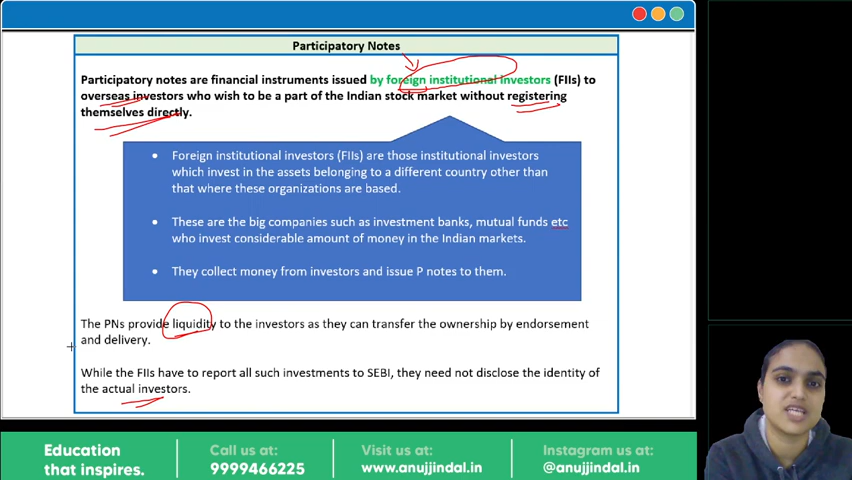 Participatory Notes
Participatory notes are financial instruments issued by foreign institutional investors (FIIs) to
overseas investors who wish to be a part of the Indian stock market without registering
themselves directly.
• Foreign institutional investors (FIIs) are those institutional investors
which invest in the assets belonging to a different country other than
that where these organizations are based.
• These are the big companies such as investment banks, mutual funds etc
who invest considerable amount of money in the Indian markets.
• They collect money from investors and issue P notes to them.
The PNs provide liquidity to the investors as they can transfer the ownership by endorsement
and delivery.
While the FIIs have to report all such investments to SEBI, they need not disclose the identity of
the actual investors.
Education
that inspires.
Call us at:
9999466225
Visit us at:
www.anujjindal.in
Instagram us at:
@anujjindal.in